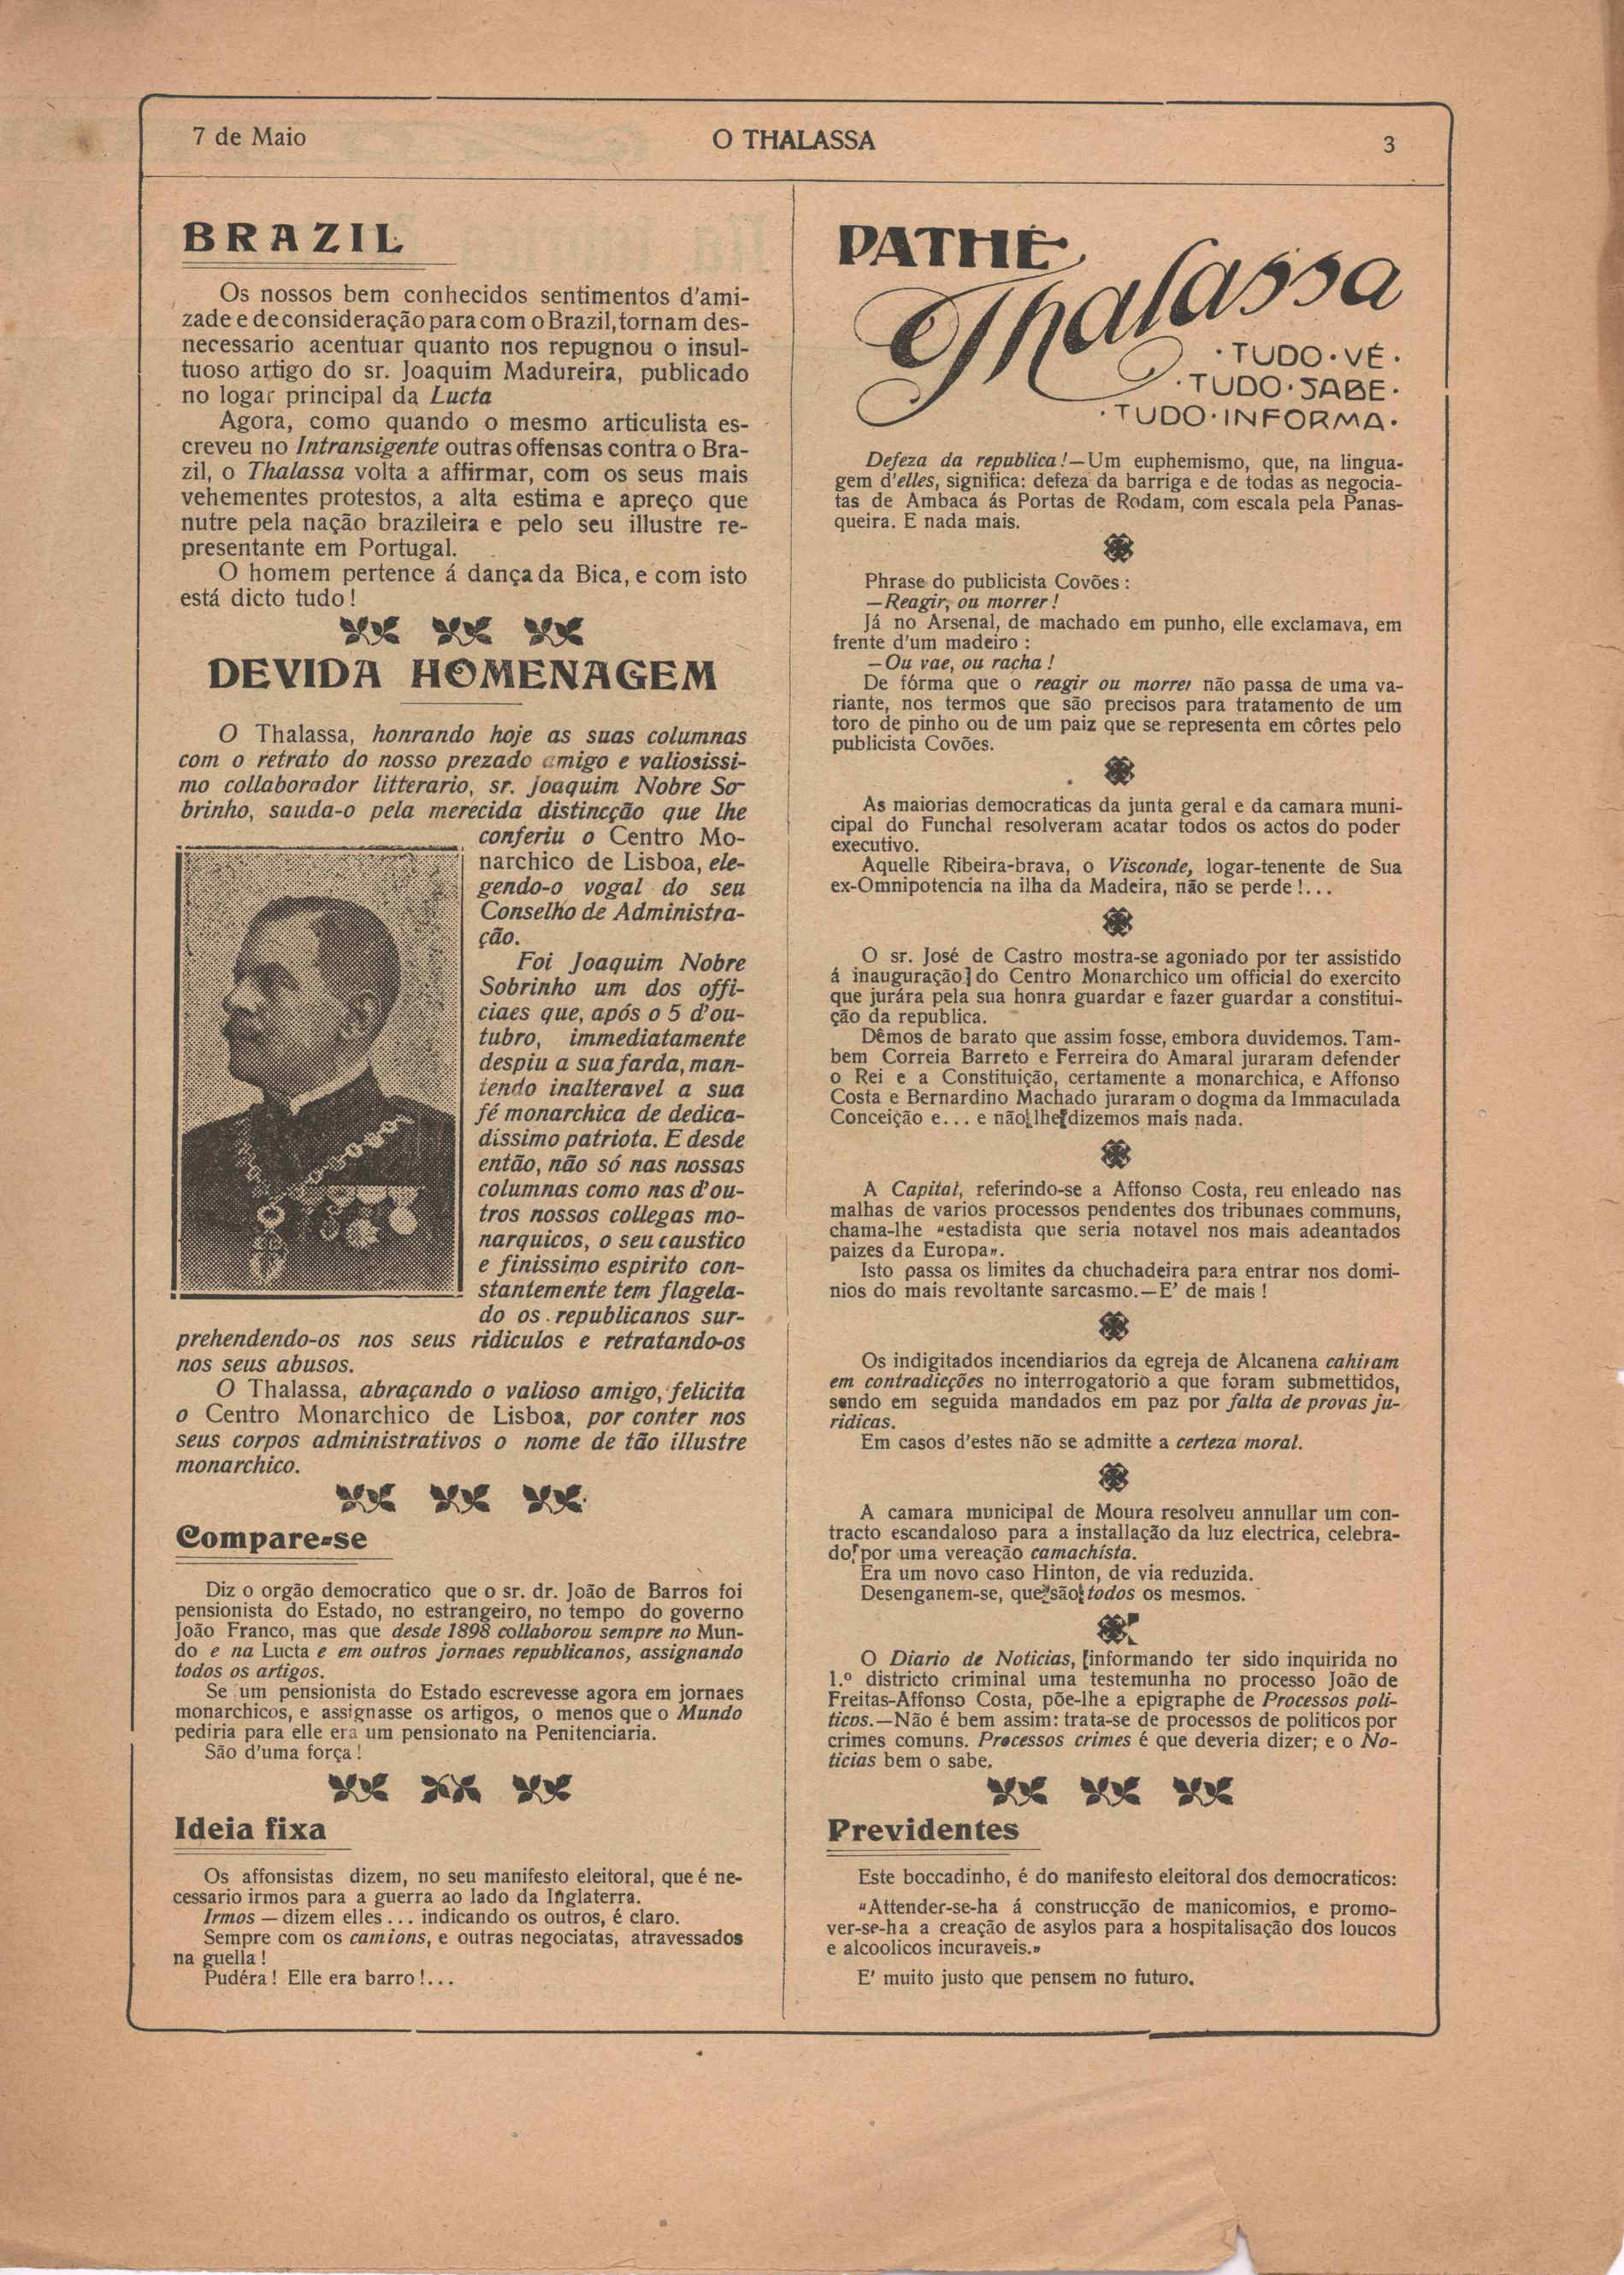 7 de Maio
O THALASSA
3
BRAZIL
Os nossos bem conhecidos sentimentos d'ami-
zade e de consideração para com o Brazil, tornam des-
necessario acentuar quanto nos repugnou o insul-
tuoso artigo do sr. Joaquim Madureira, publicado
no logar principal da Lucta
Agora, como quando o mesmo articulista es-
creveu no Intransigente outras offensas contra o Bra-
zil, o Thalassa volta a affirmar, com os seus mais
vehementes protestos, a alta estima e apreço que
nutre pela nação brazileira e pelo seu illustre re-
presentante em Portugal.
O homem pertence á dança da Bica, e com isto
está dicto tudo!
DEVIDA HOMENAGEM
O Thalassa, honrando hoje as suas columnas
com o retrato do nosso prezado amigo e valiosissi-
mo collaborador litterario, sr. Joaquim Nobre So-
brinho, sauda-o pela merecida distincção que lhe
conferiu o Centro Mo-
narchico de Lisboa, ele-
gendo-o vogal do seu
Conselho de Administra-
ção.
Foi Joaquim Nobre
Sobrinho um dos offi-
ciaes que, após o 5 d'ou-
tubro, immediatamente
despiu a sua farda, man-
tendo inalteravel a sua
fé monarchica de dedica-
dissimo patriota. E desde
então, não só nas nossas
columnas como nas d'ou-
tros nossos collegas mo-
narquicos, o seu caustico
e finissimo espirito con-
stantemente tem flagela-
do os republicanos sur-
prehendendo-os nos seus ridiculos e retratando-os
nos seus abusos.
O Thalassa, abraçando o valioso amigo, felicita
o Centro Monarchico de Lisboa, por conter nos
seus corpos administrativos o nome de tão illustre
monarchico.
Compare-se
Diz o orgão democratico que o sr. dr. João de Barros foi
pensionista do Estado, no estrangeiro, no tempo do governo
João Franco, mas que desde 1898 collaborou sempre no Mun-
do e na Lucta e em outros jornaes republicanos, assignando
todos os artigos.
Se um pensionista do Estado escrevesse agora em jornaes
monarchicos, e assignasse os artigos, o menos que o Mundo
pediria para elle era um pensionato na Penitenciaria.
São d'uma força!
Ideia fixa
Os affonsistas dizem, no seu manifesto eleitoral, que é ne-
cessario irmos para a guerra ao lado da Inglaterra.
Irmos — dizem elles... indicando os outros, é claro.
Sempre com os camions, e outras negociatas, atravessados
na guella!
Pudéra! Elle era barro!...
PATHÉ
Thalassa
·TUDO·VÉ·
·TUDO·SABE·
·TUDO·INFORMA·
Defeza da republica!—Um euphemismo, que, na lingua-
gem d'elles, significa: defeza da barriga e de todas as negocia-
tas de Ambaca ás Portas de Rodam, com escala pela Panas-
queira. E nada mais.
Phrase do publicista Covões:
—Reagir, ou morrer!
Já no Arsenal, de machado em punho, elle exclamava, em
frente d'um madeiro:
—Ou vae, ou racha!
De fórma que o reagir ou morrer não passa de uma va-
riante, nos termos que são precisos para tratamento de um
toro de pinho ou de um paiz que se representa em côrtes pelo
publicista Covões.
As maiorias democraticas da junta geral e da camara muni-
cipal do Funchal resolveram acatar todos os actos do poder
executivo.
Aquelle Ribeira-brava, o Visconde, logar-tenente de Sua
ex-Omnipotencia na ilha da Madeira, não se perde!...
O sr. José de Castro mostra-se agoniado por ter assistido
á inauguração do Centro Monarchico um official do exercito
que jurára pela sua honra guardar e fazer guardar a constitui-
ção da republica.
Dêmos de barato que assim fosse, embora duvidemos. Tam-
bem Correia Barreto e Ferreira do Amaral juraram defender
o Rei e a Constituição, certamente a monarchica, e Affonso
Costa e Bernardino Machado juraram o dogma da Immaculada
Conceição e... e não lhe dizemos mais nada.
A Capital, referindo-se a Affonso Costa, reu enleado nas
malhas de varios processos pendentes dos tribunaes communs,
chama-lhe «estadista que seria notavel nos mais adeantados
paizes da Europa».
Isto passa os limites da chuchadeira para entrar nos domi-
nios do mais revoltante sarcasmo.—E' de mais!
Os indigitados incendiarios da egreja de Alcanena cahiram
em contradicções no interrogatorio a que foram submettidos,
sendo em seguida mandados em paz por falta de provas ju-
ridicas.
Em casos d'estes não se admitte a certeza moral.
A camara municipal de Moura resolveu annullar um con-
tracto escandaloso para a installação da luz electrica, celebra-
do por uma vereação camachista.
Era um novo caso Hinton, de via reduzida.
Desenganem-se, que são todos os mesmos.
O Diario de Noticias, informando ter sido inquirida no
1.º districto criminal uma testemunha no processo João de
Freitas-Affonso Costa, põe-lhe a epigraphe de Processos poli-
ticos.—Não é bem assim: trata-se de processos de politicos por
crimes comuns. Processos crimes é que deveria dizer; e o No-
ticias bem o sabe.
Previdentes
Este boccadinho, é do manifesto eleitoral dos democraticos:
«Attender-se-ha á construcção de manicomios, e promo-
ver-se-ha a creação de asylos para a hospitalisação dos loucos
e alcoolicos incuraveis.»
E' muito justo que pensem no futuro.